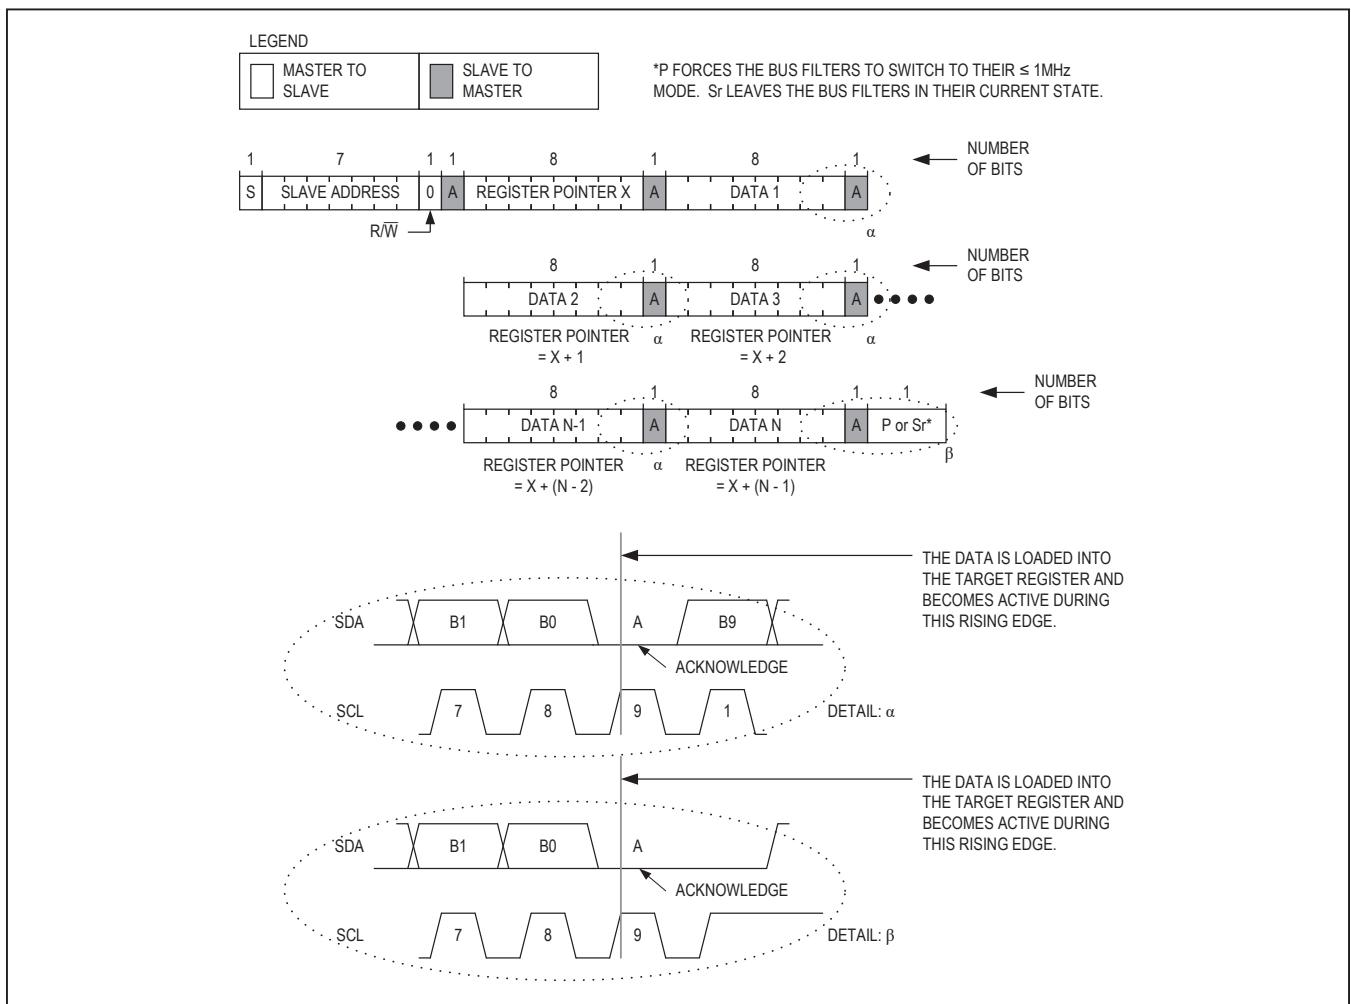 LEGEND
MASTER TO
SLAVE
SLAVE TO
MASTER
*P FORCES THE BUS FILTERS TO SWITCH TO THEIR ≤ 1MHz
MODE. Sr LEAVES THE BUS FILTERS IN THEIR CURRENT STATE.
1 7 1 1 8 1 8 1
NUMBER
OF BITS
S SLAVE ADDRESS 0 A REGISTER POINTER X A DATA 1 A
R/W̅
α
8 1 8 1
NUMBER
OF BITS
DATA 2 A DATA 3 A
REGISTER POINTER
= X + 1
α
REGISTER POINTER
= X + 2
α
8 1 8 1 1
NUMBER
OF BITS
DATA N-1 A DATA N A P or Sr*
β
REGISTER POINTER
= X + (N - 2)
α
REGISTER POINTER
= X + (N - 1)
THE DATA IS LOADED INTO
THE TARGET REGISTER AND
BECOMES ACTIVE DURING
THIS RISING EDGE.
SDA B1 B0 A B9
ACKNOWLEDGE
SCL 7 8 9 1
DETAIL: α
THE DATA IS LOADED INTO
THE TARGET REGISTER AND
BECOMES ACTIVE DURING
THIS RISING EDGE.
SDA B1 B0 A
ACKNOWLEDGE
SCL 7 8 9
DETAIL: β